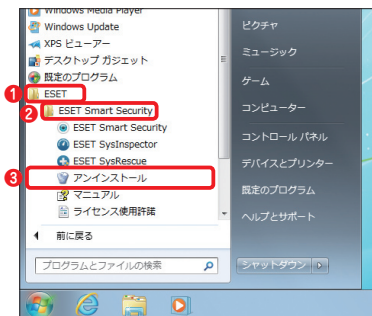 Windows Media Player
Windows Update
XPS ビューアー
デスクトップ ガジェット
既定のプログラム
1 ESET
2 ESET Smart Security
ESET Smart Security
ESET SysInspector
ESET SysRescue
3 アンインストール
マニュアル
ライセンス使用許諾
前に戻る
プログラムとファイルの検索
ピクチャ
ミュージック
ゲーム
コンピューター
コントロール パネル
デバイスとプリンター
既定のプログラム
ヘルプとサポート
シャットダウン